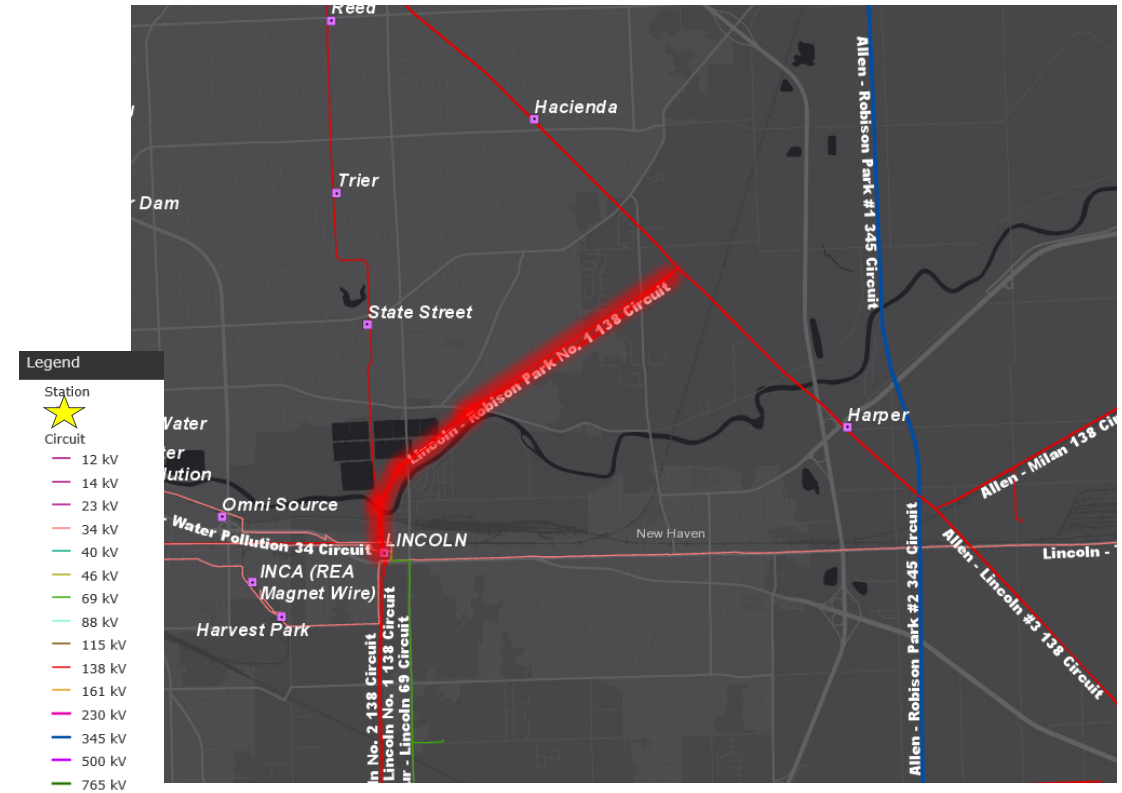 Reed
Hacienda
Trier
r Dam
State Street
Allen - Robison Park #1 345 Circuit
Lincoln - Robison Park No. 1 138 Circuit
Harper
Allen - Milan 138 Cir
Water
ter
lution
Omni Source
- Water Pollution 34 Circuit
LINCOLN
New Haven
Lincoln -
INCA (REA
Magnet Wire)
Harvest Park
Allen - Robison Park #2 345 Circuit
Allen - Lincoln #3 138 Circuit
ln No. 2 138 Circuit
Lincoln No. 1 138 Circuit
ur - Lincoln 69 Circuit
Legend
Station
Circuit
12 kV
14 kV
23 kV
34 kV
40 kV
46 kV
69 kV
88 kV
115 kV
138 kV
161 kV
230 kV
345 kV
500 kV
765 kV